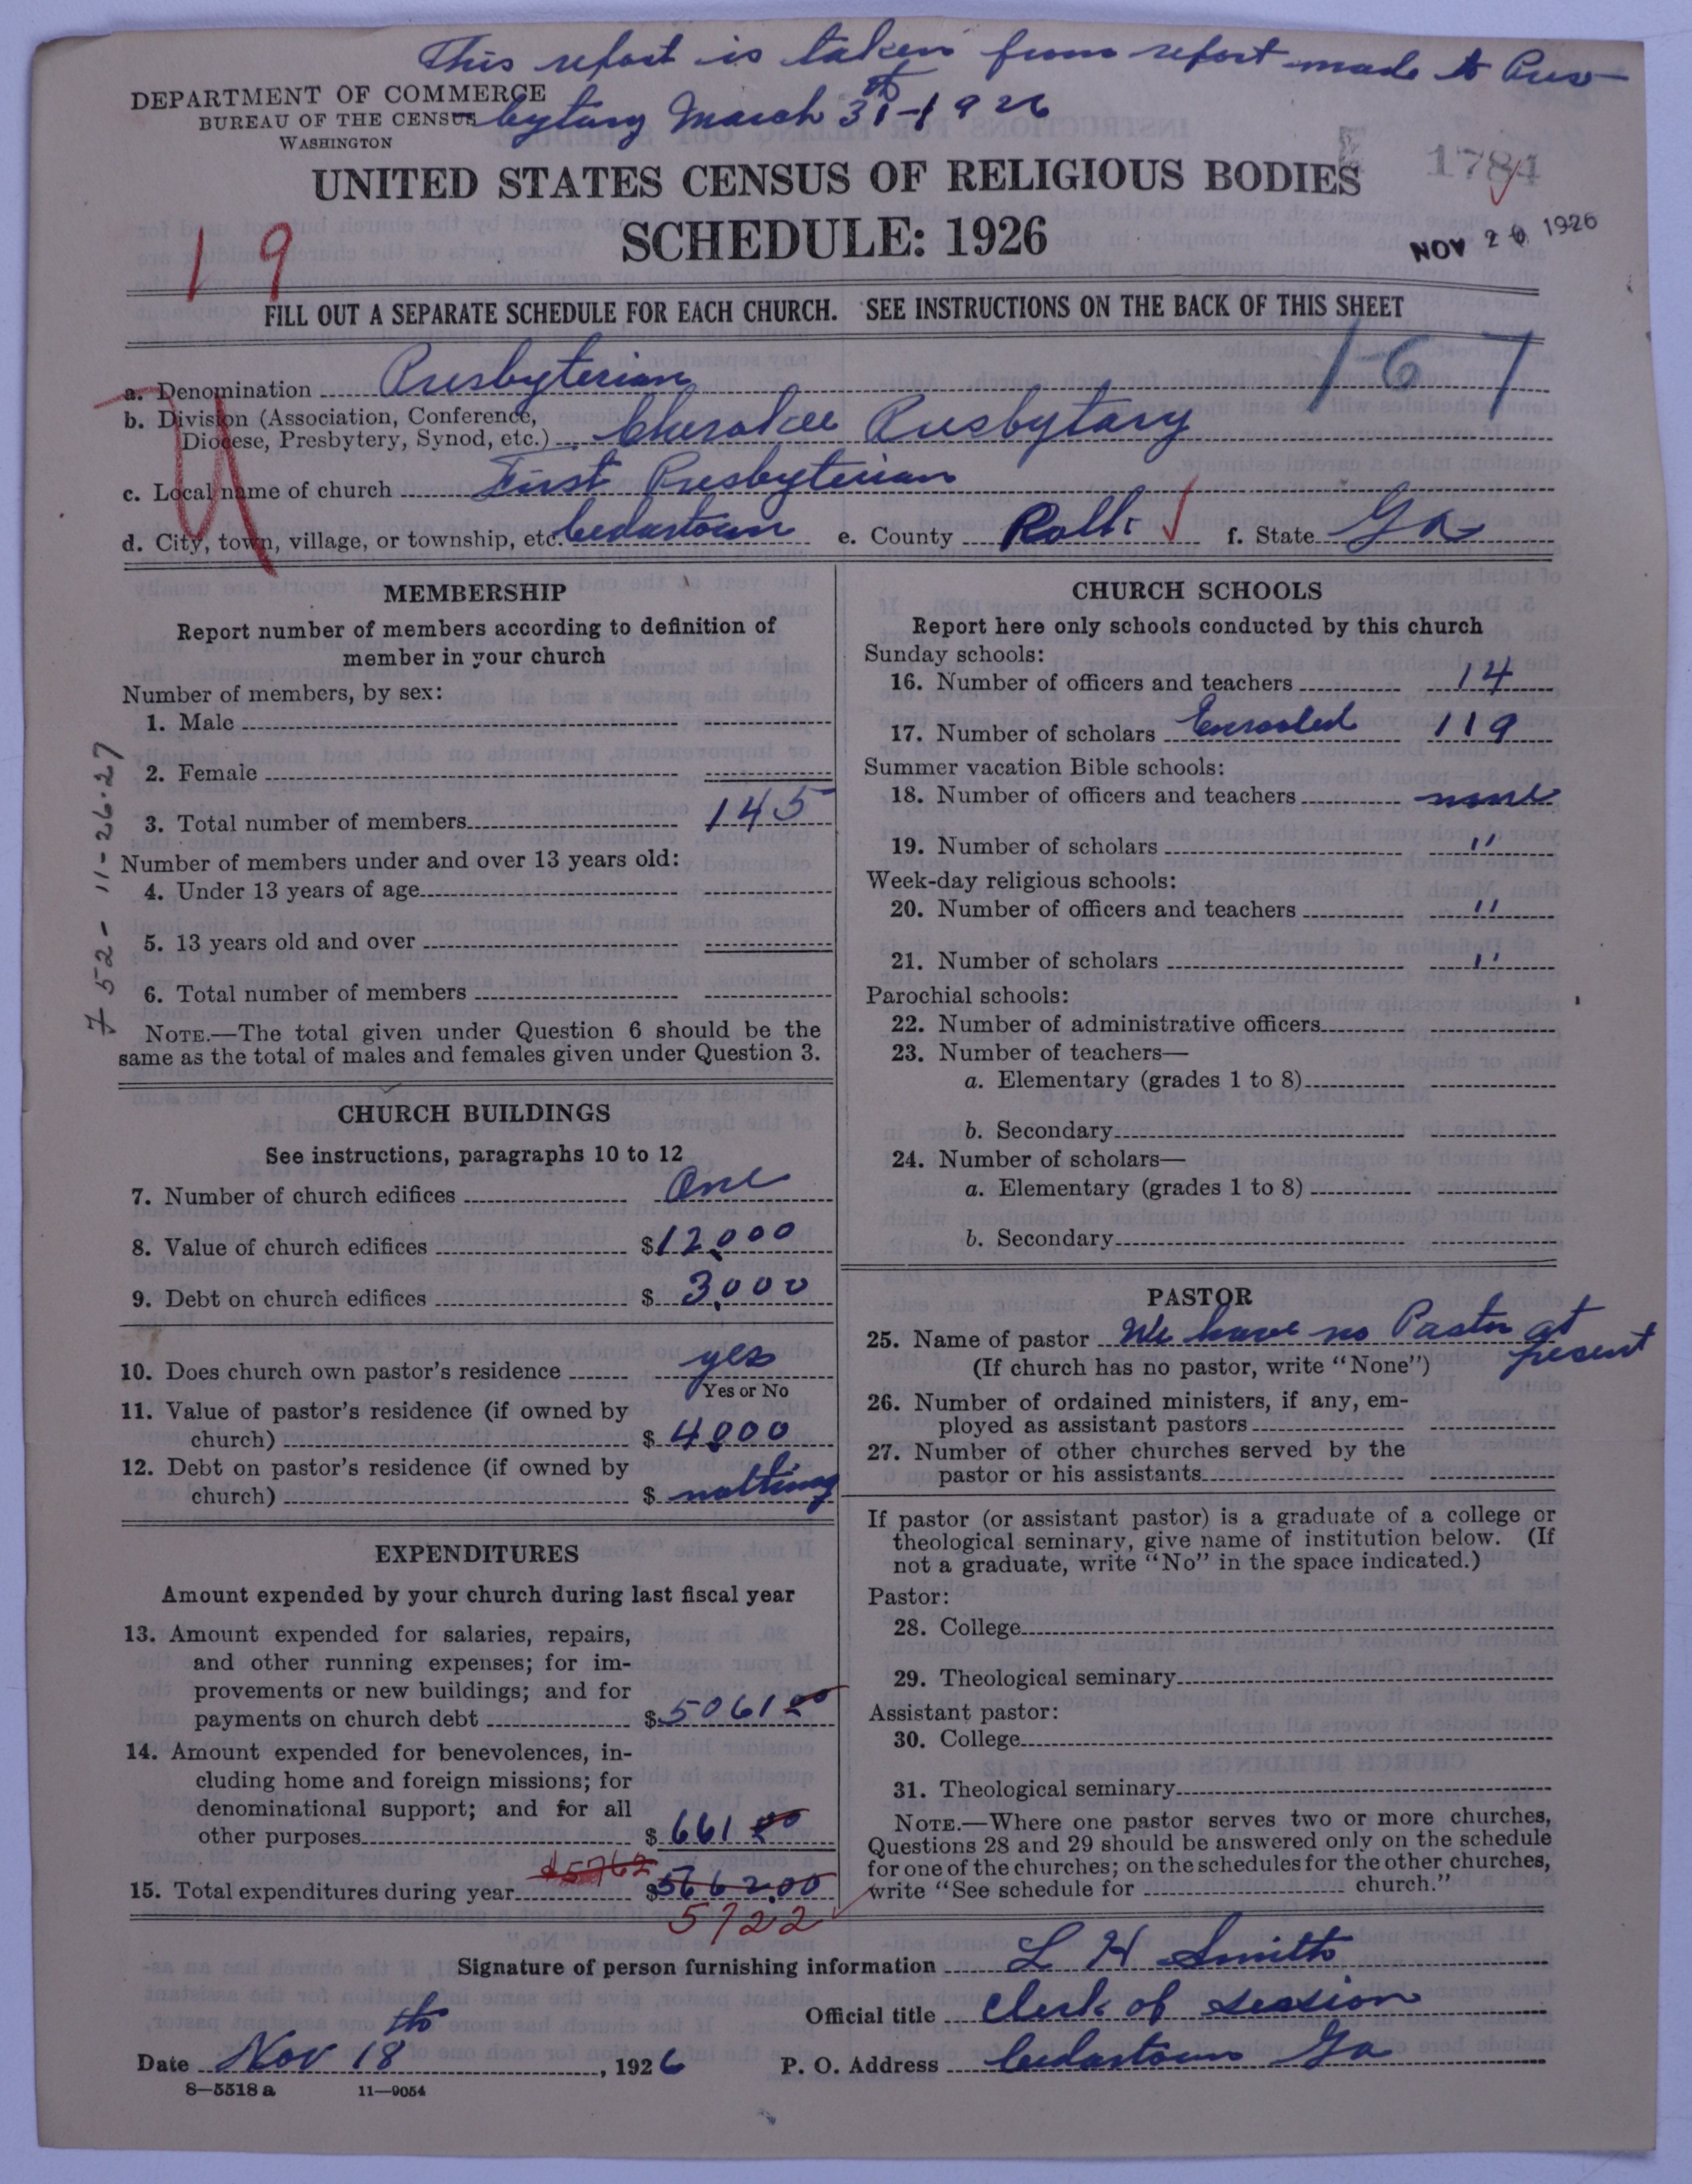 This report is taken from report made to Pres-
DEPARTMENT OF COMMERCE
BUREAU OF THE CENSUS
bytary March 31th-1926
WASHINGTON
UNITED STATES CENSUS OF RELIGIOUS BODIES
1784
SCHEDULE: 1926
NOV 20 1926
19
FILL OUT A SEPARATE SCHEDULE FOR EACH CHURCH. SEE INSTRUCTIONS ON THE BACK OF THIS SHEET
167
a. Denomination Presbyterian
b. Division (Association, Conference,
Diocese, Presbytery, Synod, etc.) Cherokee Presbytary
c. Local name of church First Presbyterian
d. City, town, village, or township, etc. Cedartown e. County Polk f. State Ga
MEMBERSHIP
Report number of members according to definition of
member in your church
Number of members, by sex:
1. Male
2. Female
3. Total number of members 145
Number of members under and over 13 years old:
4. Under 13 years of age
5. 13 years old and over
6. Total number of members
NOTE.—The total given under Question 6 should be the
same as the total of males and females given under Question 3.
7 52 - 11-26-27
CHURCH BUILDINGS
See instructions, paragraphs 10 to 12
7. Number of church edifices One
8. Value of church edifices $12,000
9. Debt on church edifices $ 3,000
10. Does church own pastor's residence yes
Yes or No
11. Value of pastor's residence (if owned by
church) $ 4000
12. Debt on pastor's residence (if owned by
church) $ nothing
EXPENDITURES
Amount expended by your church during last fiscal year
13. Amount expended for salaries, repairs,
and other running expenses; for im-
provements or new buildings; and for
payments on church debt $ 5061 00
14. Amount expended for benevolences, in-
cluding home and foreign missions; for
denominational support; and for all
other purposes $ 661 00
$5762
15. Total expenditures during year $5662.00
5722
CHURCH SCHOOLS
Report here only schools conducted by this church
Sunday schools:
16. Number of officers and teachers 14
17. Number of scholars Enrooled 119
Summer vacation Bible schools:
18. Number of officers and teachers none
19. Number of scholars "
Week-day religious schools:
20. Number of officers and teachers "
21. Number of scholars "
Parochial schools:
22. Number of administrative officers
23. Number of teachers—
a. Elementary (grades 1 to 8)
b. Secondary
24. Number of scholars—
a. Elementary (grades 1 to 8)
b. Secondary
PASTOR
25. Name of pastor We have no Pastor at
present
(If church has no pastor, write "None")
26. Number of ordained ministers, if any, em-
ployed as assistant pastors
27. Number of other churches served by the
pastor or his assistants
If pastor (or assistant pastor) is a graduate of a college or
theological seminary, give name of institution below. (If
not a graduate, write "No" in the space indicated.)
Pastor:
28. College
29. Theological seminary
Assistant pastor:
30. College
31. Theological seminary
NOTE.—Where one pastor serves two or more churches,
Questions 28 and 29 should be answered only on the schedule
for one of the churches; on the schedules for the other churches,
write "See schedule for church."
Signature of person furnishing information L H Smith
Official title Clerk of Session
Date Nov 18th, 1926 P. O. Address Cedartown Ga
8—5518 a 11—9054